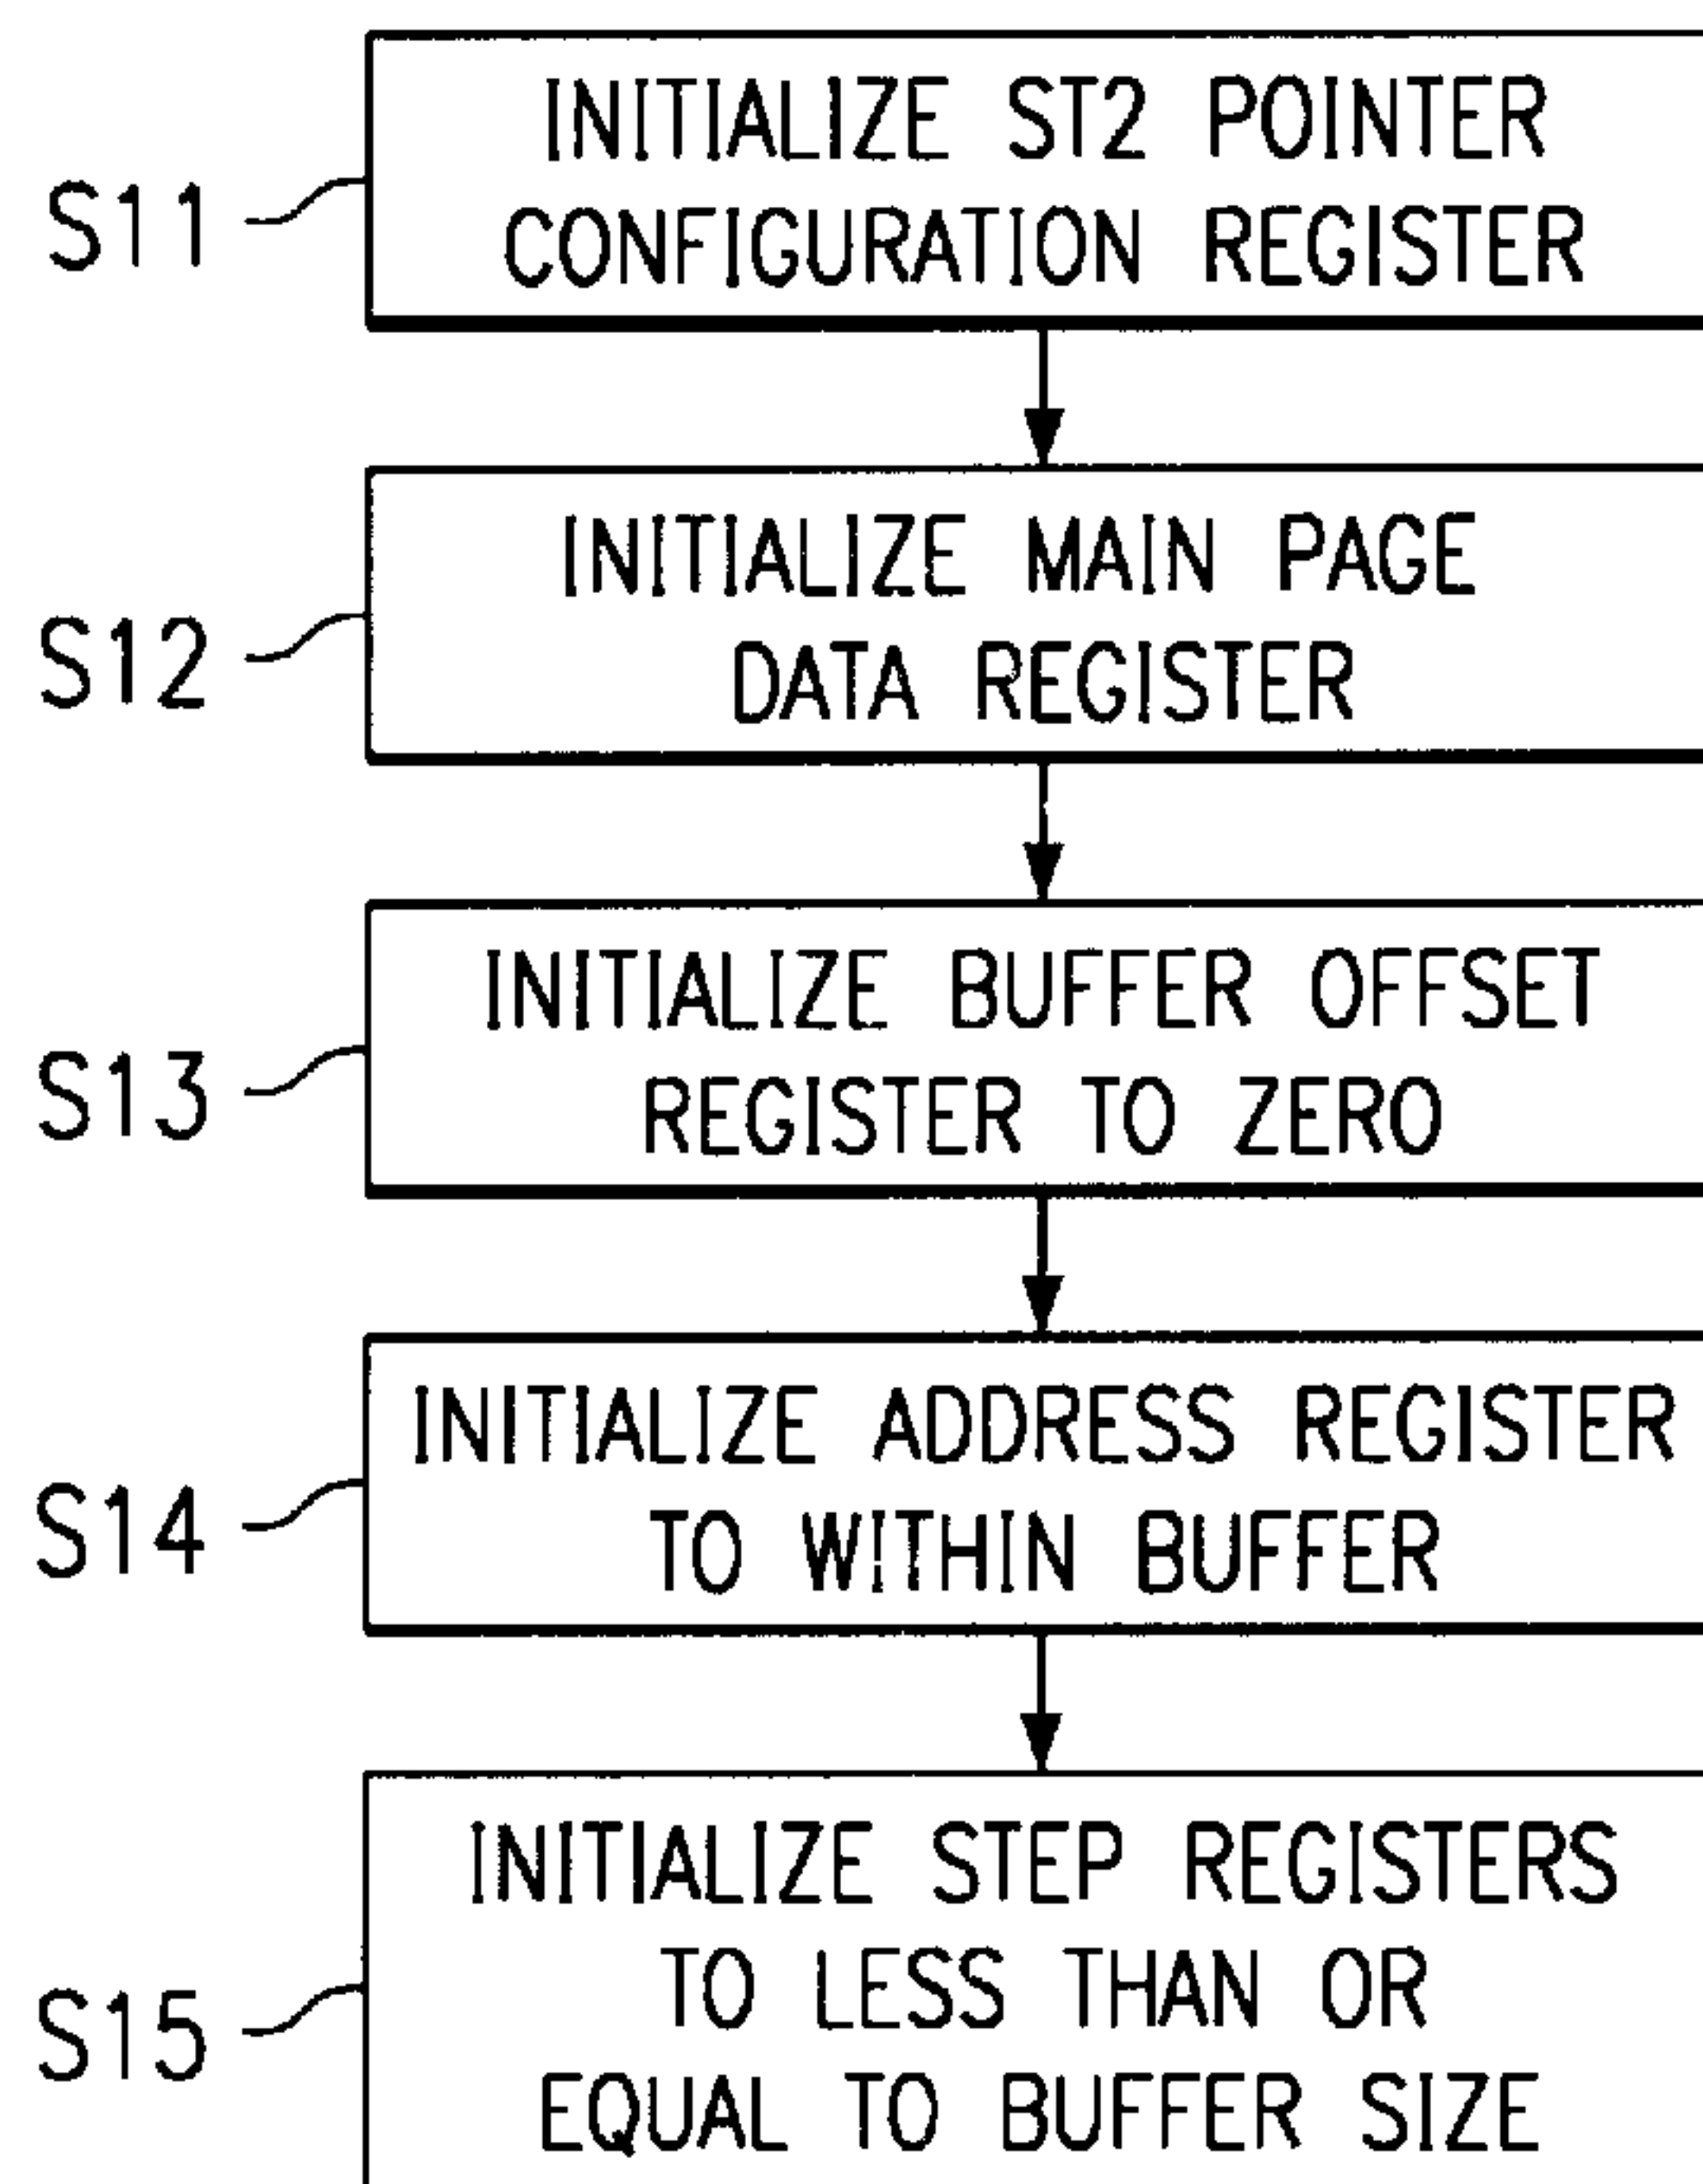 S11
INITIALIZE ST2 POINTER
CONFIGURATION REGISTER
S12
INITIALIZE MAIN PAGE
DATA REGISTER
S13
INITIALIZE BUFFER OFFSET
REGISTER TO ZERO
S14
INITIALIZE ADDRESS REGISTER
TO WITHIN BUFFER
S15
INITIALIZE STEP REGISTERS
TO LESS THAN OR
EQUAL TO BUFFER SIZE